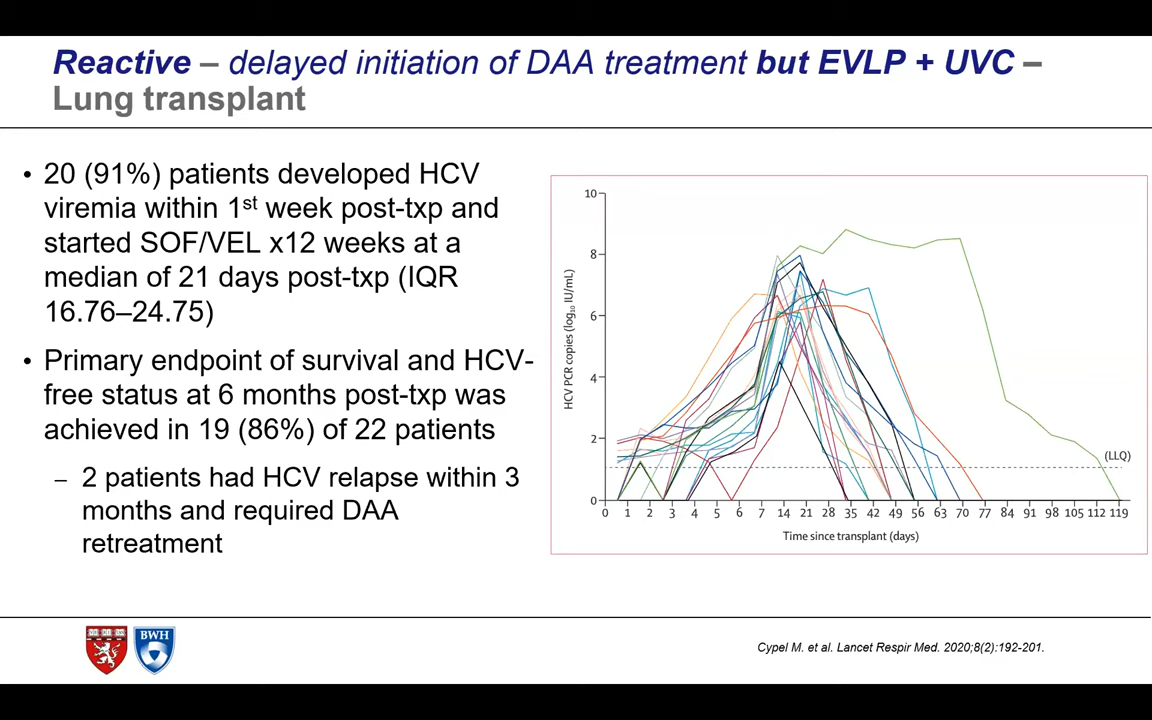 Reactive – delayed initiation of DAA treatment but EVLP + UVC –
Lung transplant
• 20 (91%) patients developed HCV
viremia within 1st week post-txp and
started SOF/VEL x12 weeks at a
median of 21 days post-txp (IQR
16.76–24.75)
• Primary endpoint of survival and HCV-
free status at 6 months post-txp was
achieved in 19 (86%) of 22 patients
– 2 patients had HCV relapse within 3
months and required DAA
retreatment
HCV PCR copies (log10 IU/mL)
10
8
6
4
2
0
(LLQ)
0 1 2 3 4 5 6 7 14 21 28 35 42 49 56 63 70 77 84 91 98 105 112 119
Time since transplant (days)
BWH
Cypel M. et al. Lancet Respir Med. 2020;8(2):192-201.